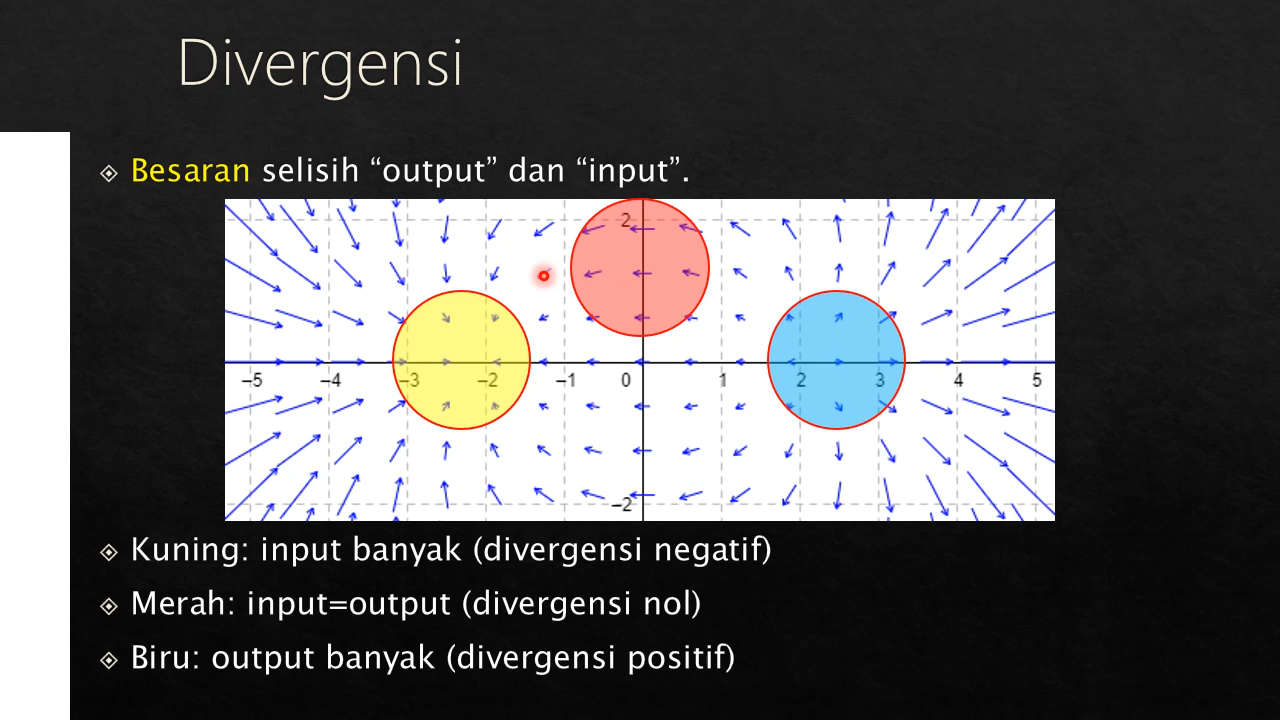 Divergensi
Besaran selisih “output” dan “input”.
2
–5 –4 –3 –2 –1 0 1 2 3 4 5
–2
Kuning: input banyak (divergensi negatif)
Merah: input=output (divergensi nol)
Biru: output banyak (divergensi positif)